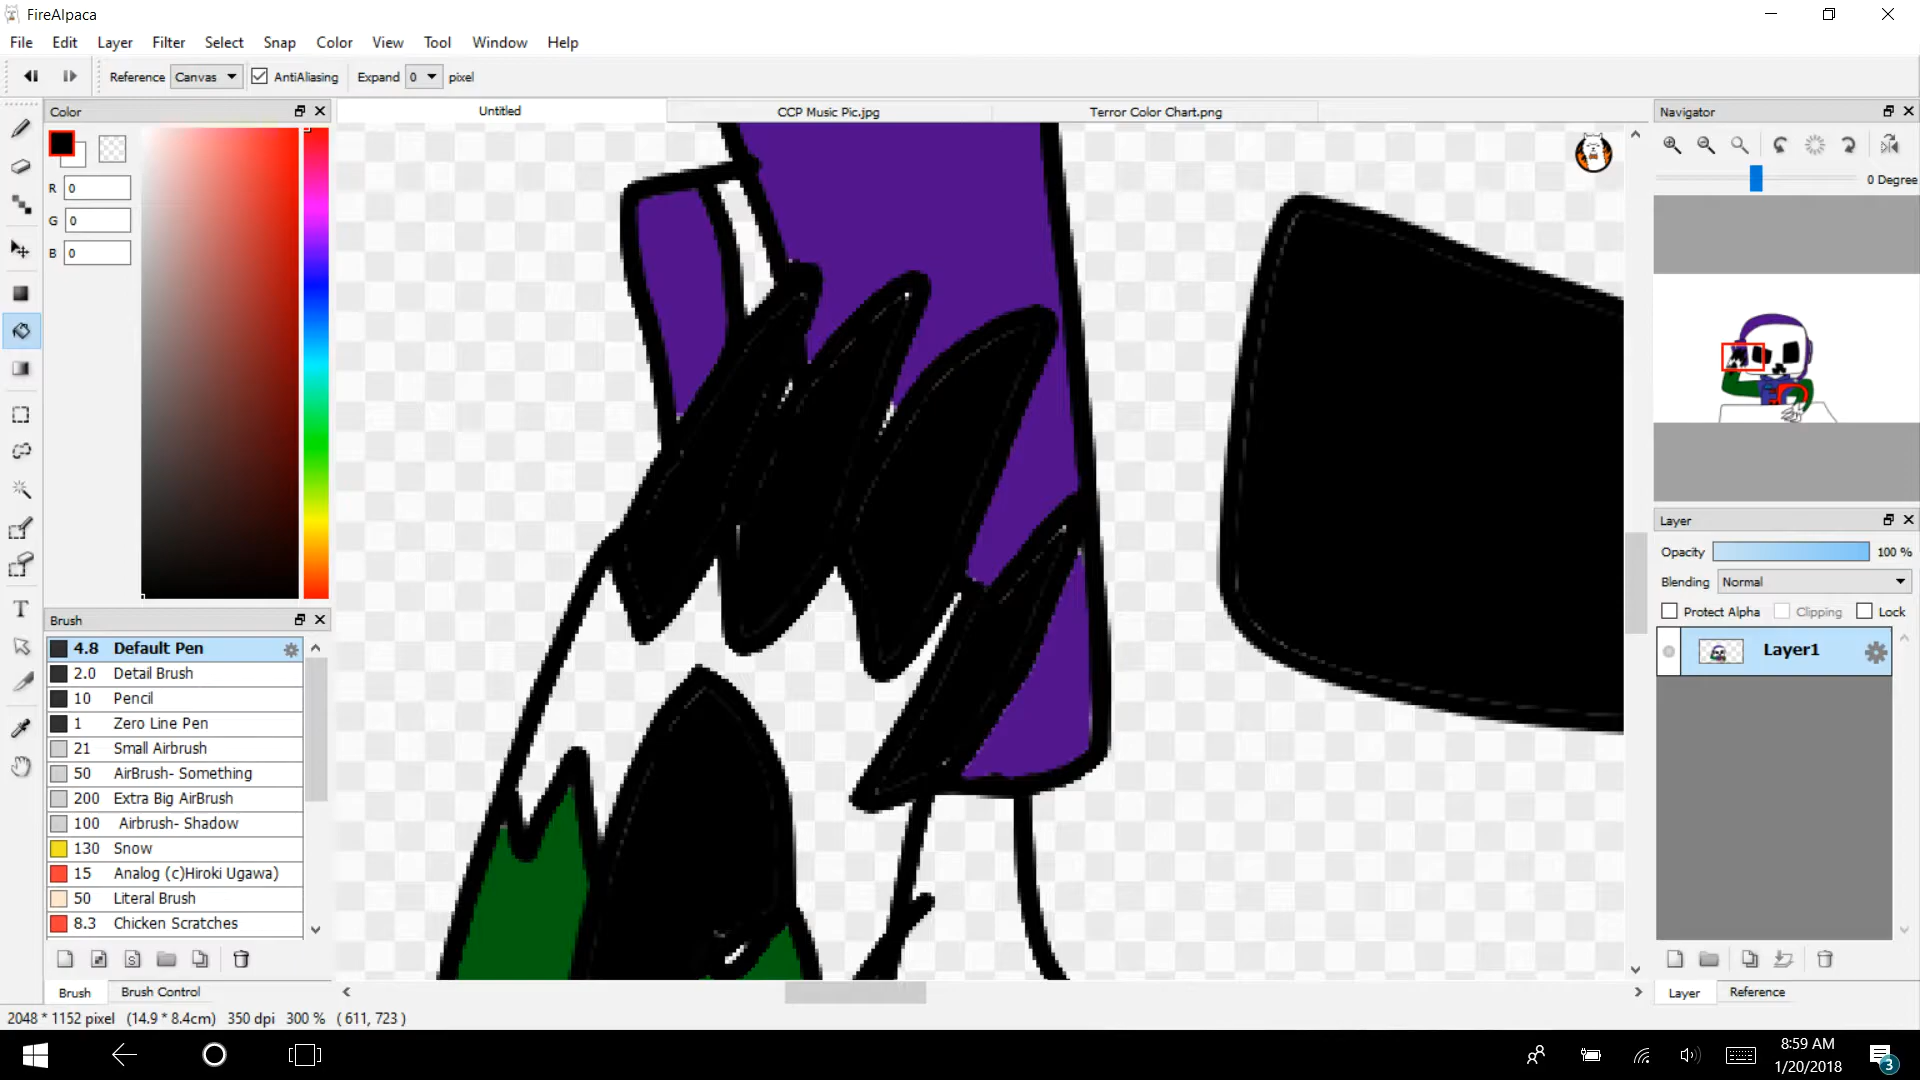 FireAlpaca
File Edit Layer Filter Select Snap Color View Tool Window Help
Reference Canvas AntiAliasing Expand 0 pixel
Color
R 0
G 0
B 0
Brush
4.8 Default Pen
2.0 Detail Brush
10 Pencil
1 Zero Line Pen
21 Small Airbrush
50 AirBrush- Something
200 Extra Big AirBrush
100 Airbrush- Shadow
130 Snow
15 Analog (c)Hiroki Ugawa)
50 Literal Brush
8.3 Chicken Scratches
S
Brush Brush Control
Untitled CCP Music Pic.jpg Terror Color Chart.png
Navigator
0 Degree
Layer
Opacity 100 %
Blending Normal
Protect Alpha Clipping Lock
Layer1
Layer Reference
T
2048 * 1152 pixel (14.9 * 8.4cm) 350 dpi 300 % ( 611, 723 )
8:59 AM
1/20/2018
3